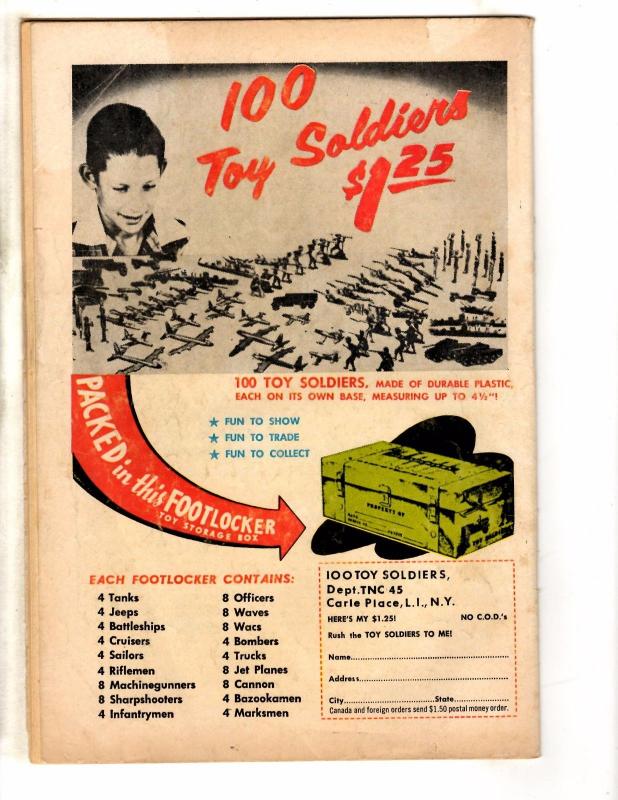 100
Toy Soldiers
$1.25
100 TOY SOLDIERS, MADE OF DURABLE PLASTIC,
EACH ON ITS OWN BASE, MEASURING UP TO 4½"!
★ FUN TO SHOW
★ FUN TO TRADE
★ FUN TO COLLECT
PACKED in this FOOTLOCKER
TOY STORAGE BOX
PROPERTY OF
EACH FOOTLOCKER CONTAINS:
4 Tanks
4 Jeeps
4 Battleships
4 Cruisers
4 Sailors
4 Riflemen
8 Machinegunners
8 Sharpshooters
4 Infantrymen
8 Officers
8 Waves
8 Wacs
4 Bombers
4 Trucks
8 Jet Planes
8 Cannon
4 Bazookamen
4 Marksmen
100 TOY SOLDIERS,
Dept. TNC 45
Carle Place, L.I., N.Y.
HERE'S MY $1.25! NO C.O.D.'s
Rush the TOY SOLDIERS TO ME!
Name
Address
City State
Canada and foreign orders send $1.50 postal money order.